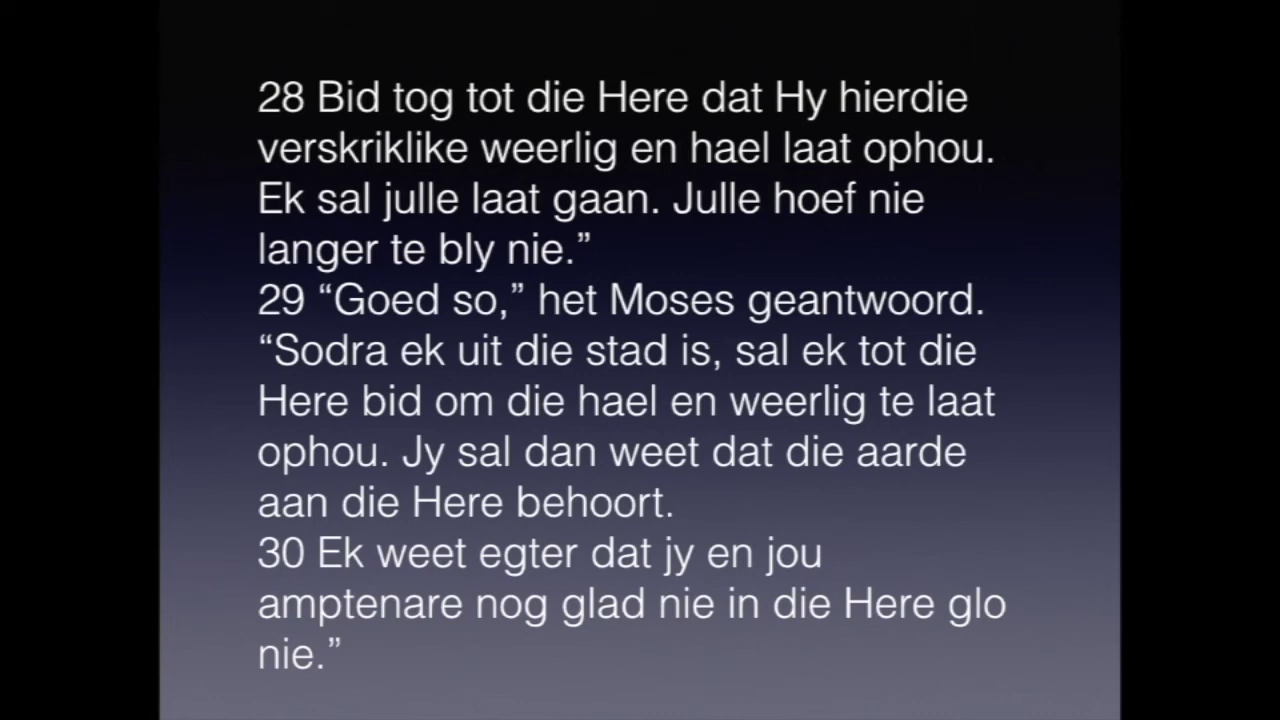 28 Bid tog tot die Here dat Hy hierdie
verskriklike weerlig en hael laat ophou.
Ek sal julle laat gaan. Julle hoef nie
langer te bly nie.”
29 “Goed so,” het Moses geantwoord.
“Sodra ek uit die stad is, sal ek tot die
Here bid om die hael en weerlig te laat
ophou. Jy sal dan weet dat die aarde
aan die Here behoort.
30 Ek weet egter dat jy en jou
amptenare nog glad nie in die Here glo
nie.”